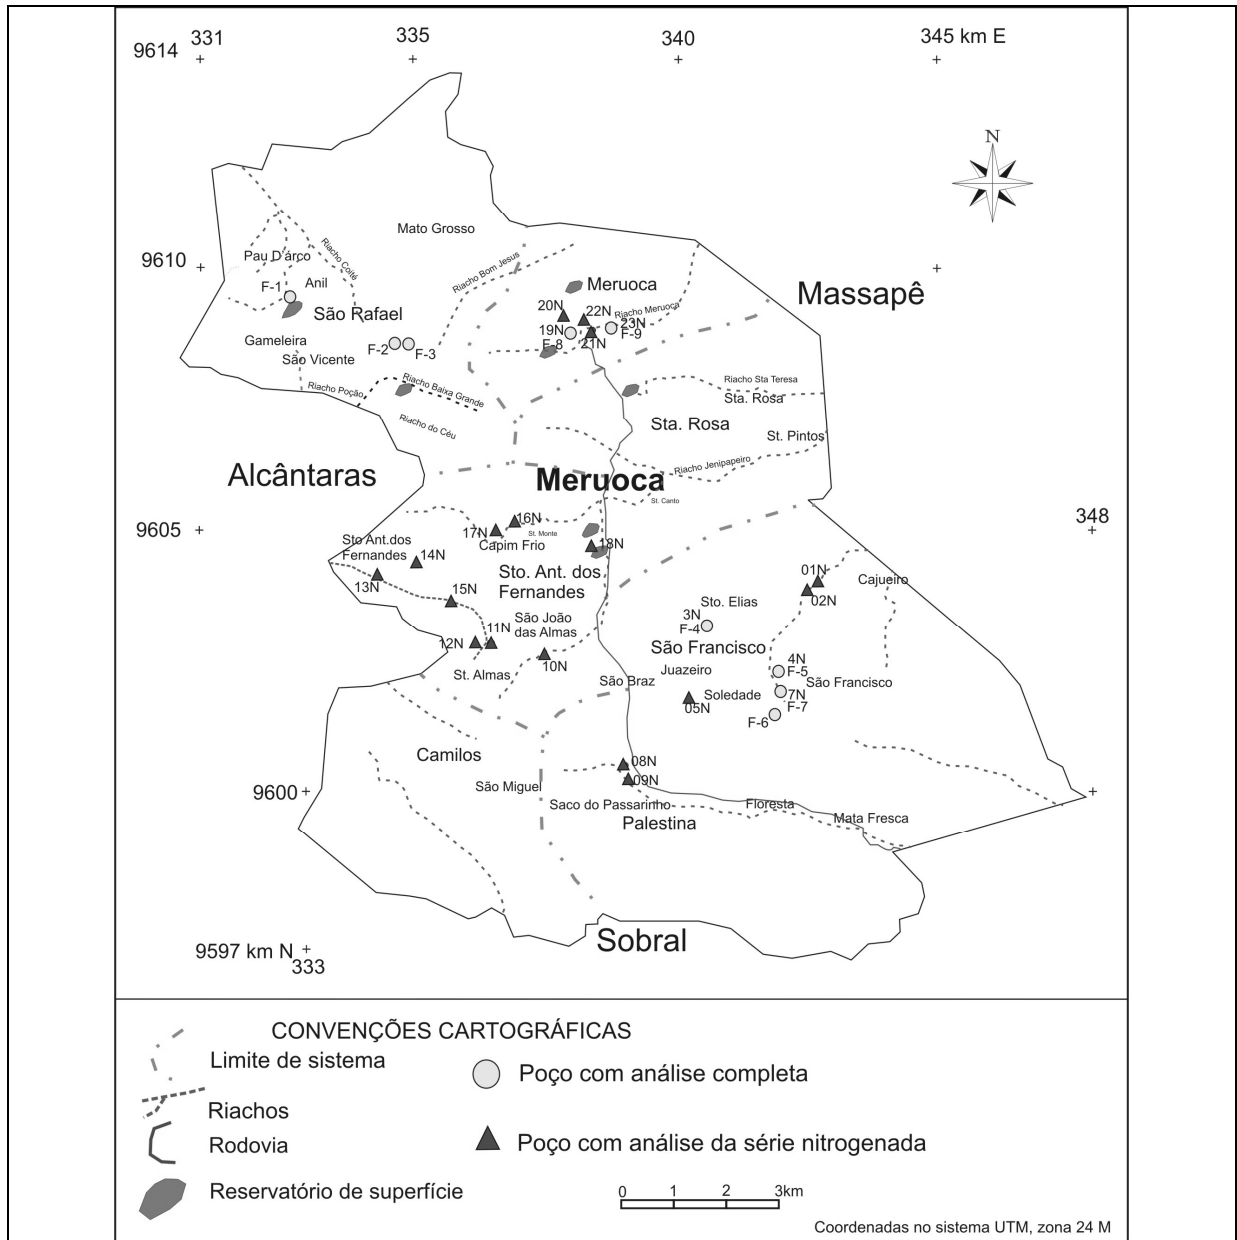 331
335
340
345 km E
9614
N
Mato Grosso
Riacho Coité
Pau D'árco
9610
Riacho Bom Jesus
Anil
F-1
Meruoca
Massapê
São Rafael
20N
22N
Riacho Meruoca
23N
F-9
19N
F-8
21N
Gameleira
F-2
F-3
São Vicente
Riacho Poção
Riacho Baixa Grande
Riacho Sta Teresa
Sta. Rosa
Riacho do Céu
Sta. Rosa
St. Pintos
Alcântaras
Riacho Jenipapeiro
Meruoca
St. Canto
9605
348
16N
17N
St. Monte
Capim Frio
18N
Sto Ant.dos
Fernandes
14N
13N
Sto. Ant. dos
Fernandes
15N
01N
Cajueiro
02N
Sto. Elias
3N
F-4
São João
das Almas
11N
12N
São Francisco
10N
4N
F-5
Juazeiro
St. Almas
São Braz
São Francisco
Soledade
05N
7N
F-7
F-6
Camilos
08N
09N
São Miguel
9600
Saco do Passarinho
Floresta
Palestina
Mata Fresca
Sobral
9597 km N
333
CONVENÇÕES CARTOGRÁFICAS
Limite de sistema
Poço com análise completa
Riachos
Rodovia
Poço com análise da série nitrogenada
Reservatório de superfície
0 1 2 3km
Coordenadas no sistema UTM, zona 24 M